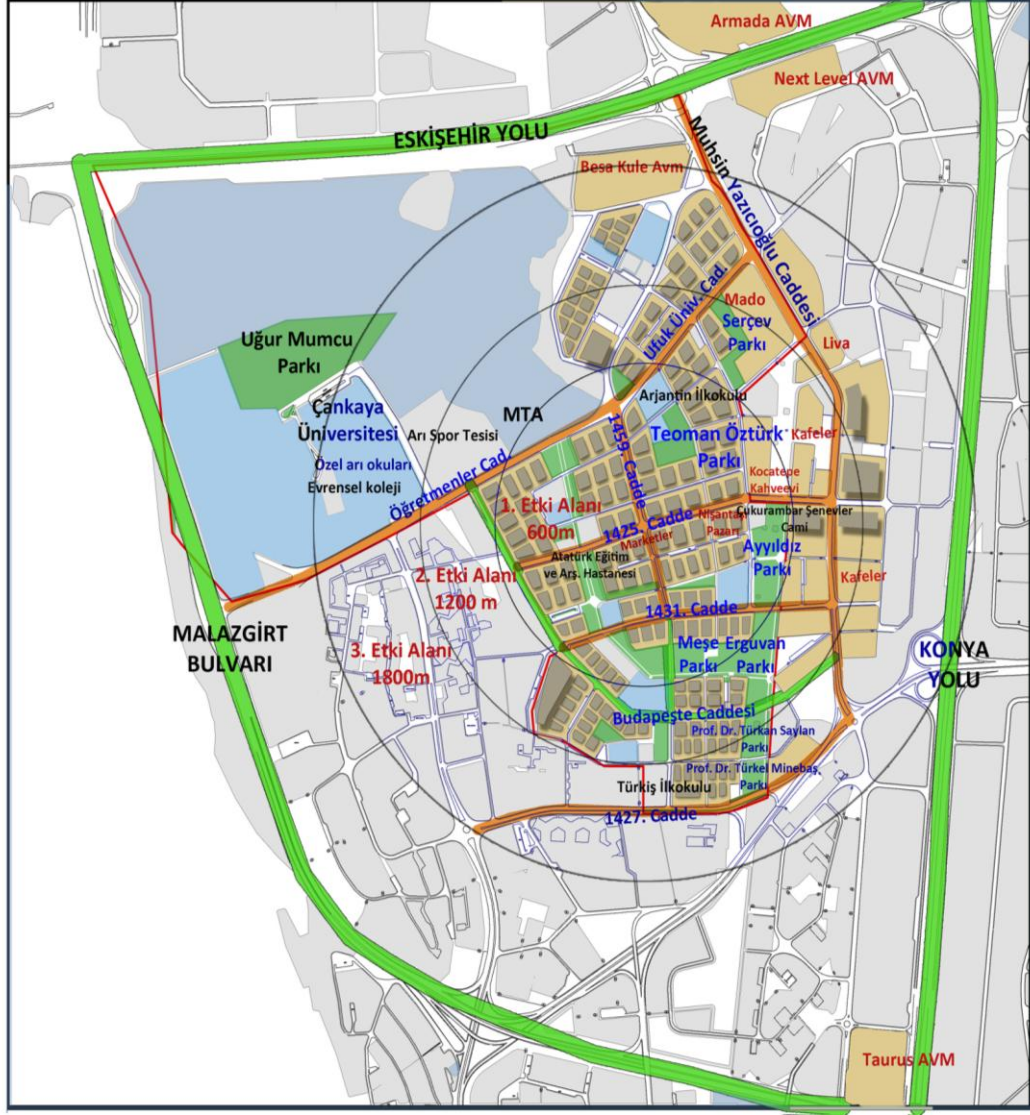 Armada AVM
Next Level AVM
ESKİŞEHİR YOLU
Muhsin Yazıcıoğlu Caddesi
Besa Kule Avm
Ufuk Üniv. Cad.
Mado
Serçev
Parkı
Liva
Uğur Mumcu
Parkı
MTA
Arjantin İlkokulu
Çankaya
Üniversitesi
Arı Spor Tesisi
1459. Cadde
Teoman Öztürk
Parkı
Kafeler
Özel arı okuları
Evrensel koleji
Öğretmenler Cad.
Kocatepe
Kahveevi
1. Etki Alanı
600m
1425. Cadde
Marketler
Nişantaşı
Pazarı
Çukurambar Şenevler
Cami
Atatürk Eğitim
ve Arş. Hastanesi
Ayyıldız
Parkı
2. Etki Alanı
1200 m
Kafeler
1431. Cadde
MALAZGİRT
BULVARI
3. Etki Alanı
1800m
Meşe
Parkı
Erguvan
Parkı
KONYA
YOLU
Budapeşte Caddesi
Prof. Dr. Türkan Saylan
Parkı
Prof. Dr. Türkel Minebaş
Parkı
Türkiş İlkokulu
1427. Cadde
Taurus AVM